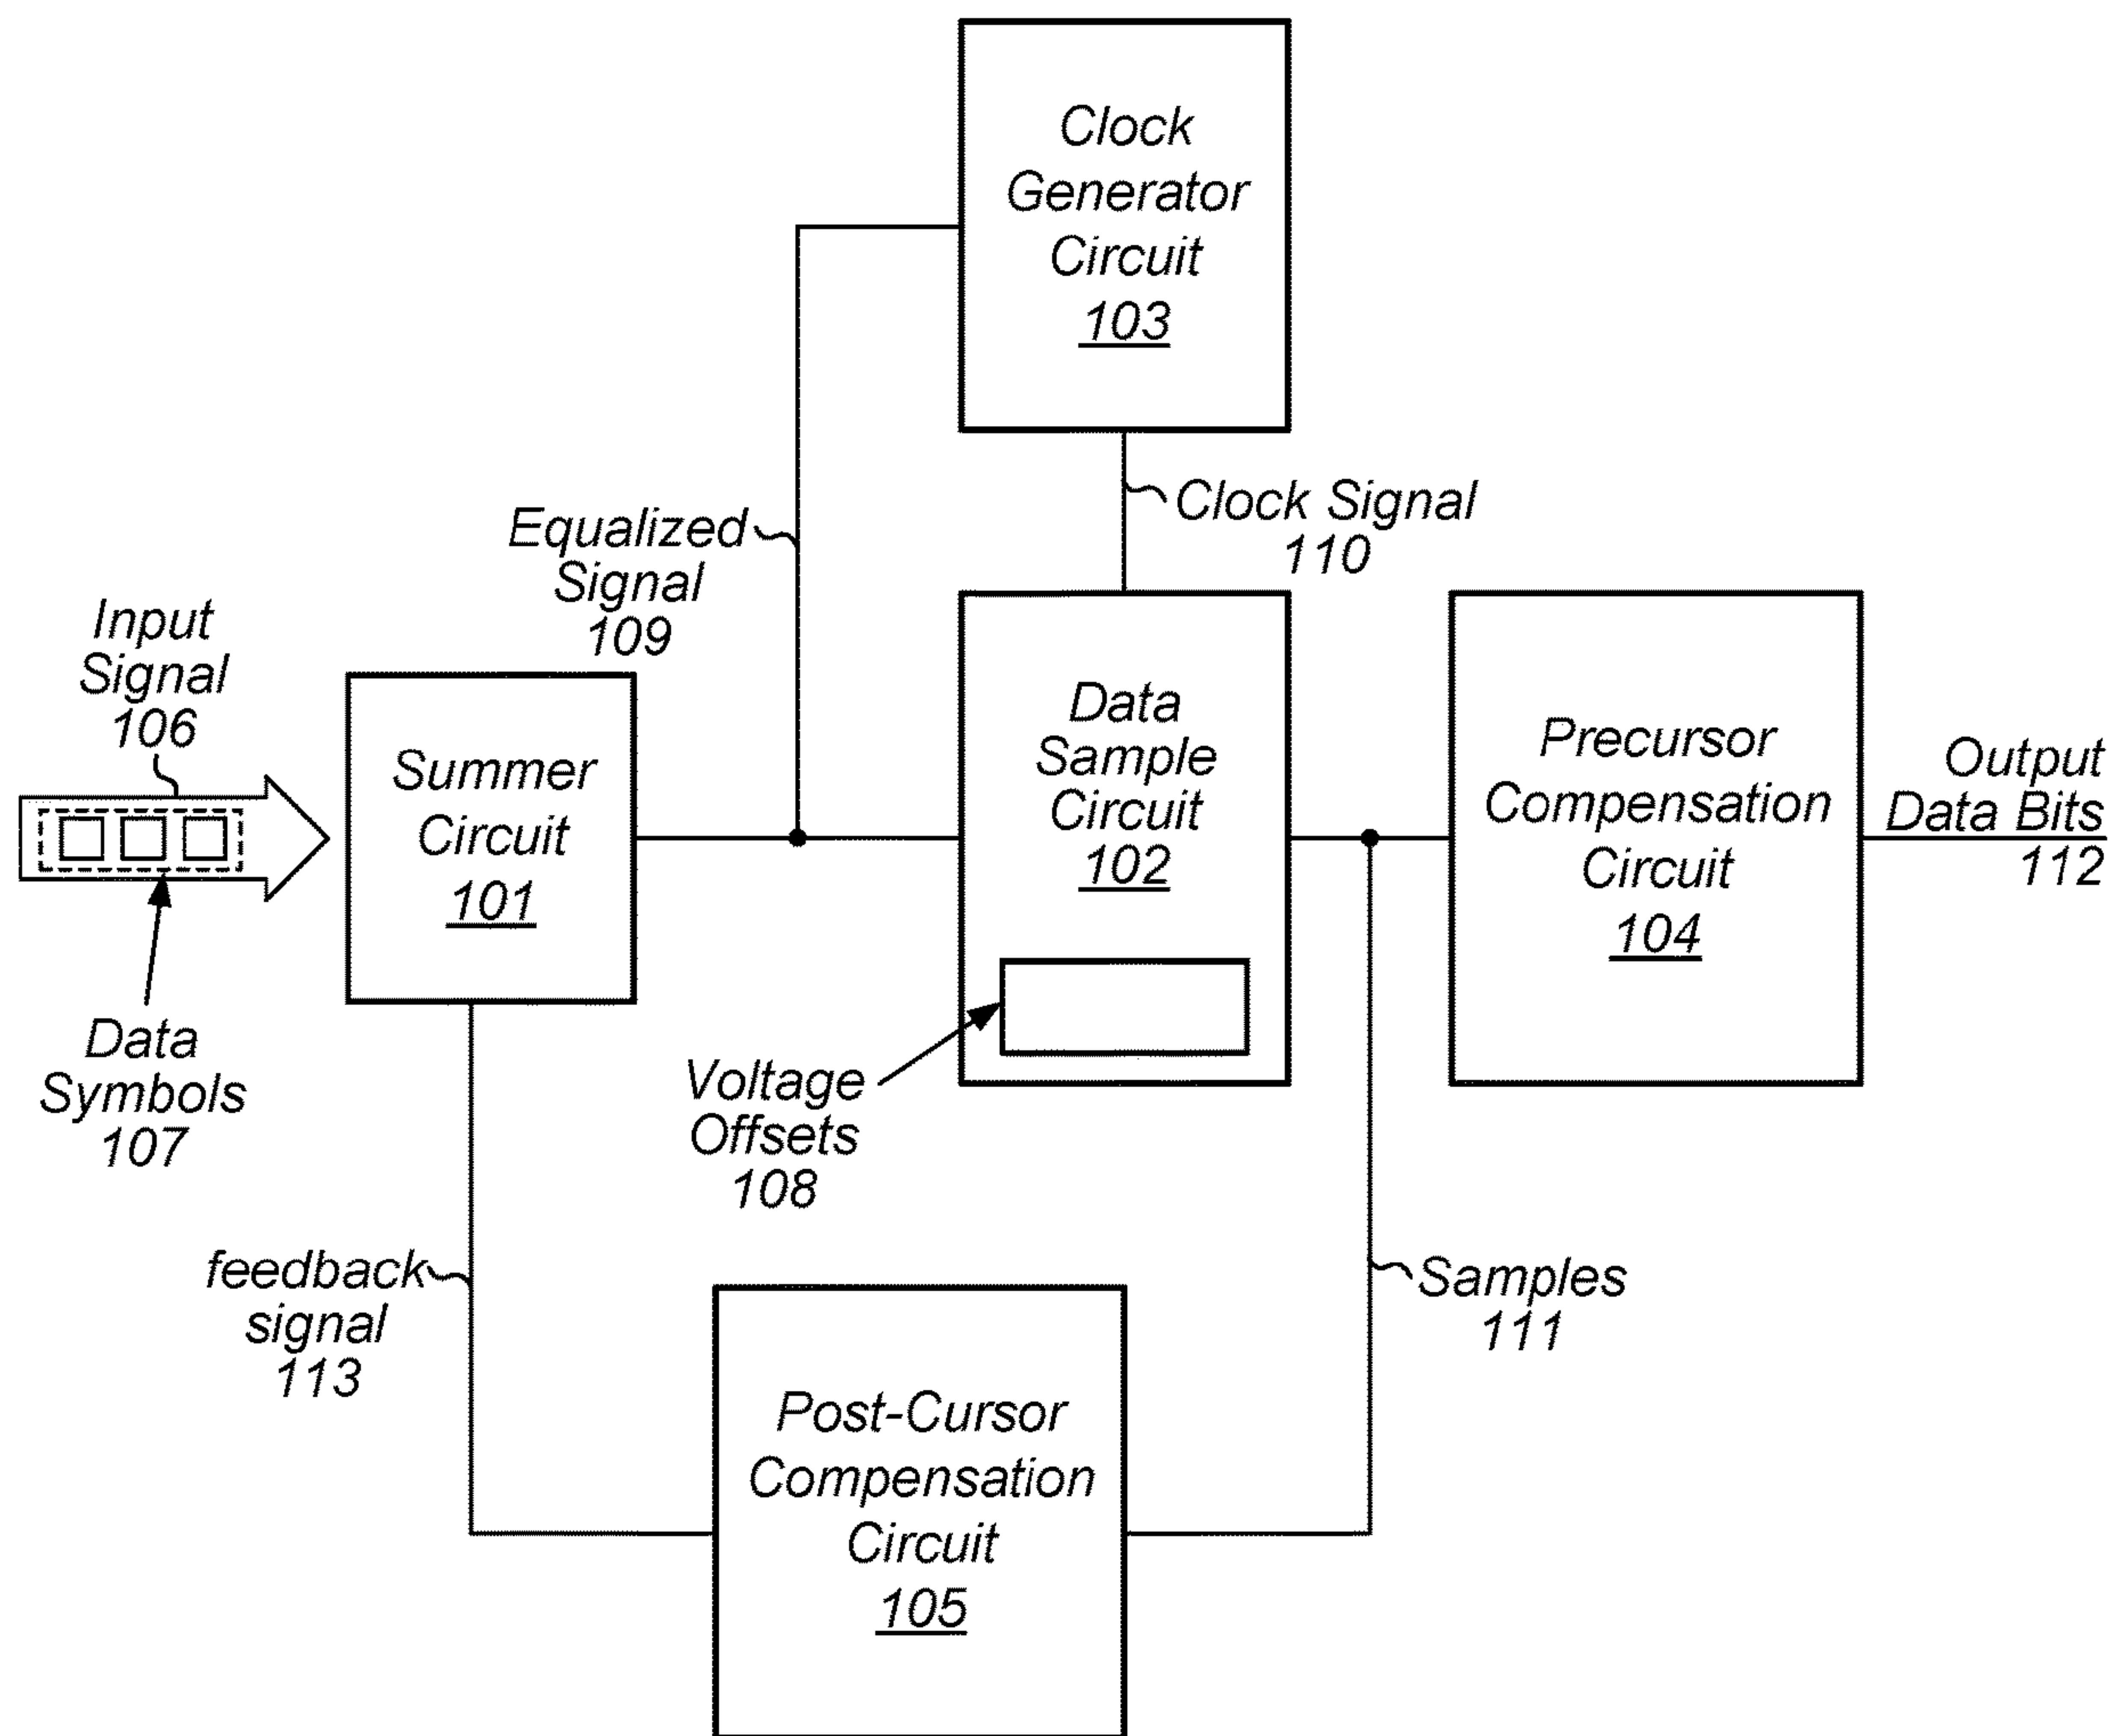 Clock
Generator
Circuit
103
Clock Signal
110
Equalized
Signal
109
Input
Signal
106
Summer
Circuit
101
Data
Sample
Circuit
102
Precursor
Compensation
Circuit
104
Output
Data Bits
112
Data
Symbols
107
Voltage
Offsets
108
feedback
signal
113
Samples
111
Post-Cursor
Compensation
Circuit
105